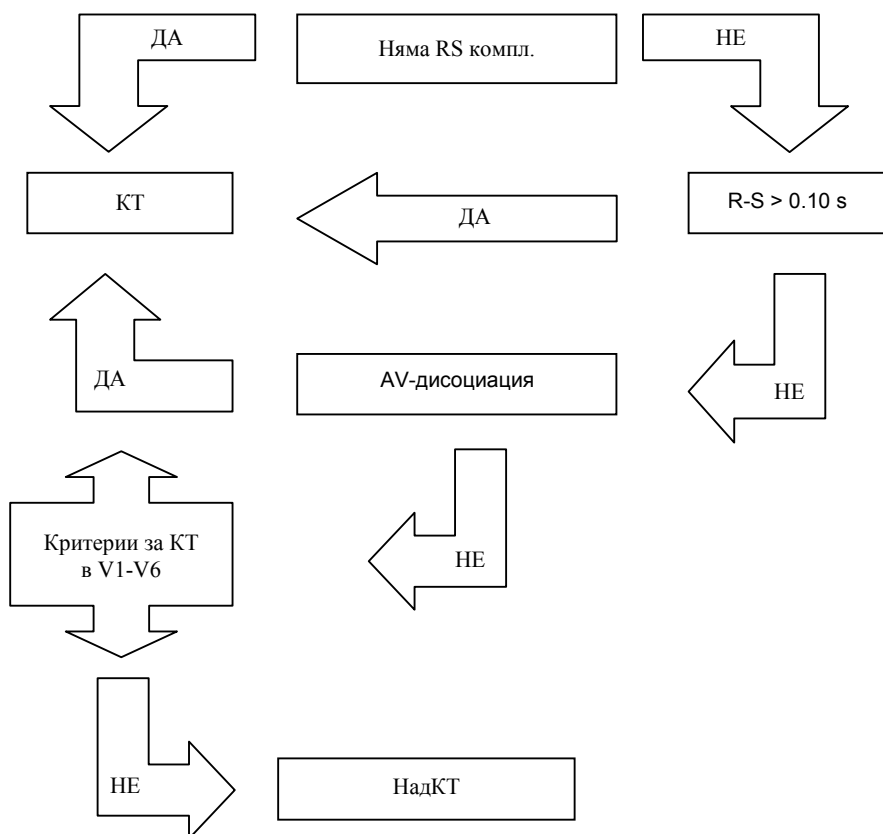 ДА
Няма RS компл.
НЕ
КТ
ДА
R-S > 0.10 s
ДА
AV-дисоциация
НЕ
Критерии за КТ
в V1-V6
НЕ
НЕ
НадКТ